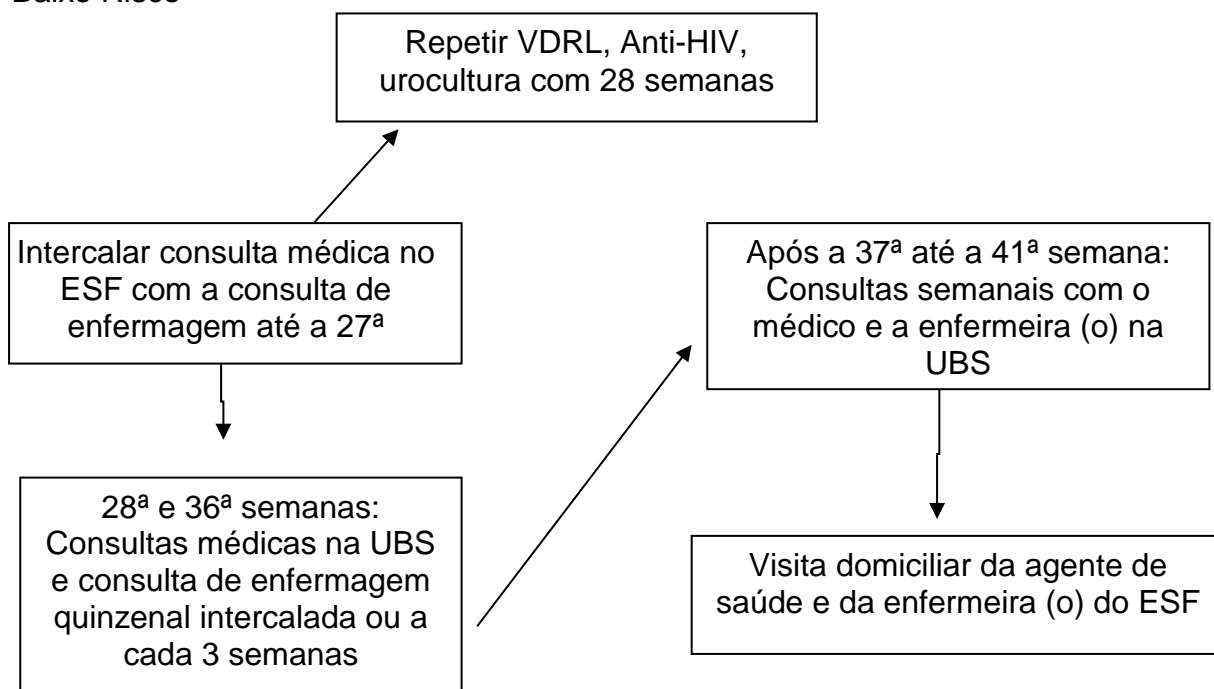 Baixo Risco
Repetir VDRL, Anti-HIV,
urocultura com 28 semanas
Intercalar consulta médica no
ESF com a consulta de
enfermagem até a 27ª
Após a 37ª até a 41ª semana:
Consultas semanais com o
médico e a enfermeira (o) na
UBS
28ª e 36ª semanas:
Consultas médicas na UBS
e consulta de enfermagem
quinzenal intercalada ou a
cada 3 semanas
Visita domiciliar da agente de
saúde e da enfermeira (o) do ESF